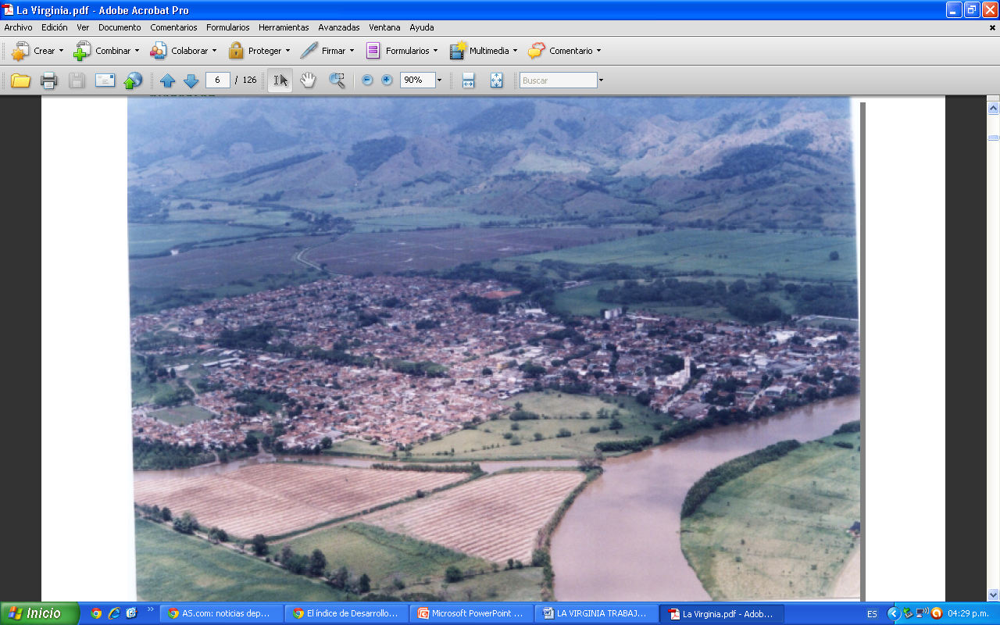 La Virginia.pdf - Adobe Acrobat Pro
Archivo Edición Ver Documento Comentarios Formularios Herramientas Avanzadas Ventana Ayuda
Crear Combinar Colaborar Proteger Firmar Formularios Multimedia Comentario
6 / 126 90% Buscar
Inicio AS.com: noticias dep... El índice de Desarrollo... Microsoft PowerPoint ... LA VIRGINIA TRABAJ... La Virginia.pdf - Adob... ES 04:29 p.m.